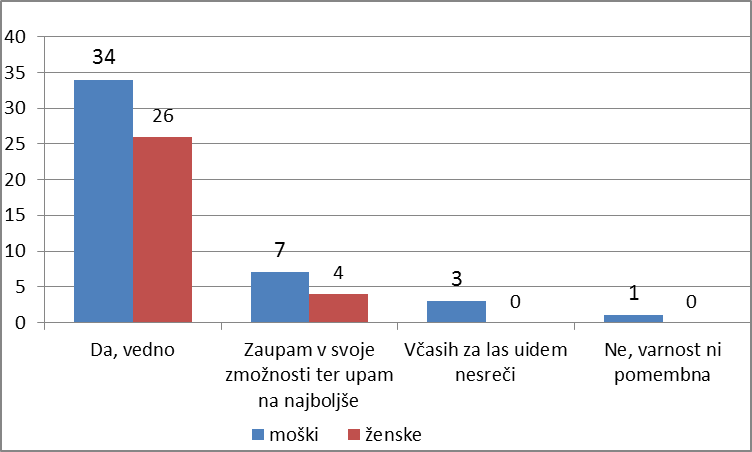 40
35
30
25
20
15
10
5
0
34
26
7
4
3
0
1
0
Da, vedno
Zaupam v svoje
zmožnosti ter upam
na najboljše
Včasih za las uidem
nesreči
Ne, varnost ni
pomembna
moški
ženske